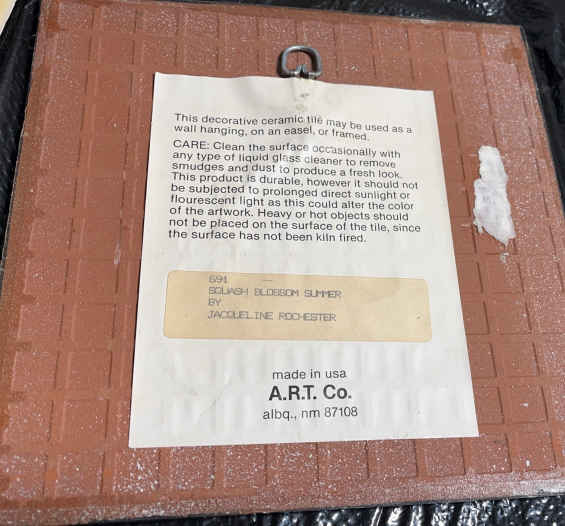 This decorative ceramic tile may be used as a
wall hanging, on an easel, or framed.
CARE: Clean the surface occasionally with
any type of liquid glass cleaner to remove
smudges and dust to produce a fresh look.
This product is durable, however it should not
be subjected to prolonged direct sunlight or
flourescent light as this could alter the color
of the artwork. Heavy or hot objects should
not be placed on the surface of the tile, since
the surface has not been kiln fired.
691 —
SQUASH BLOSSOM SUMMER
BY
JACQUELINE ROCHESTER
made in usa
A.R.T. Co.
albq., nm 87108